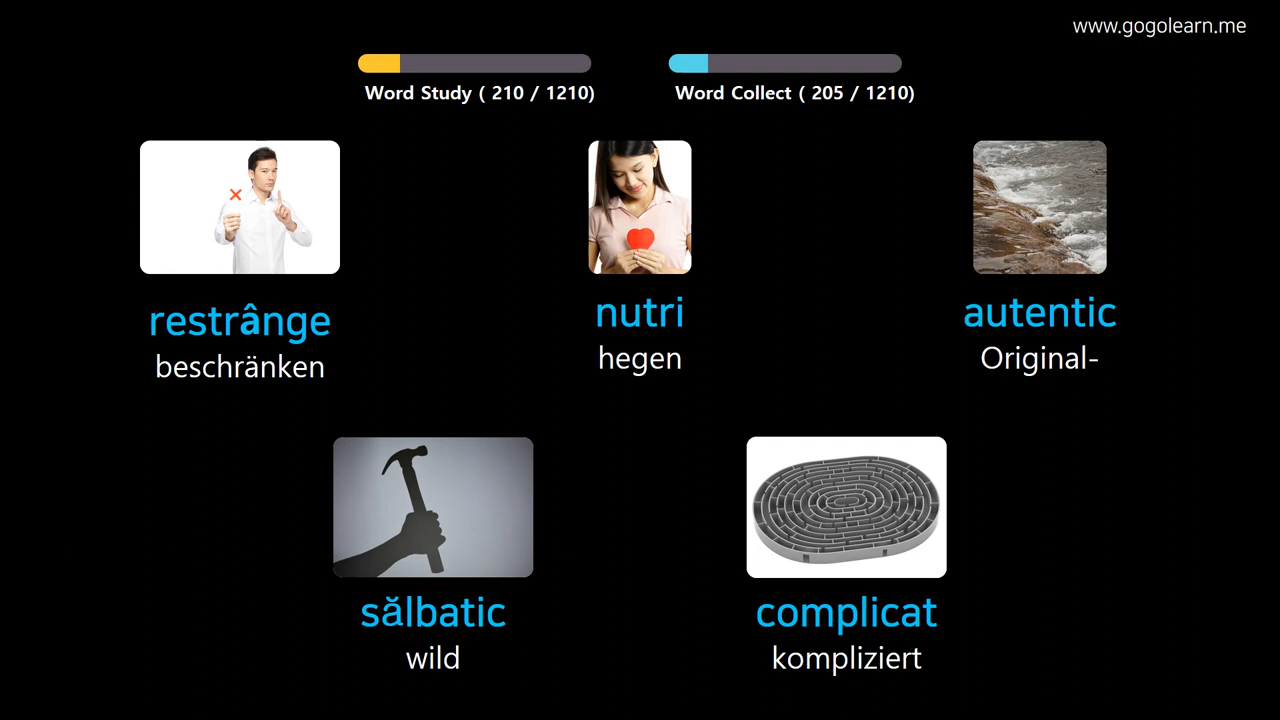 www.gogolearn.me
Word Study ( 210 / 1210)
Word Collect ( 205 / 1210)
restrânge
beschränken
nutri
hegen
autentic
Original-
sălbatic
wild
complicat
kompliziert